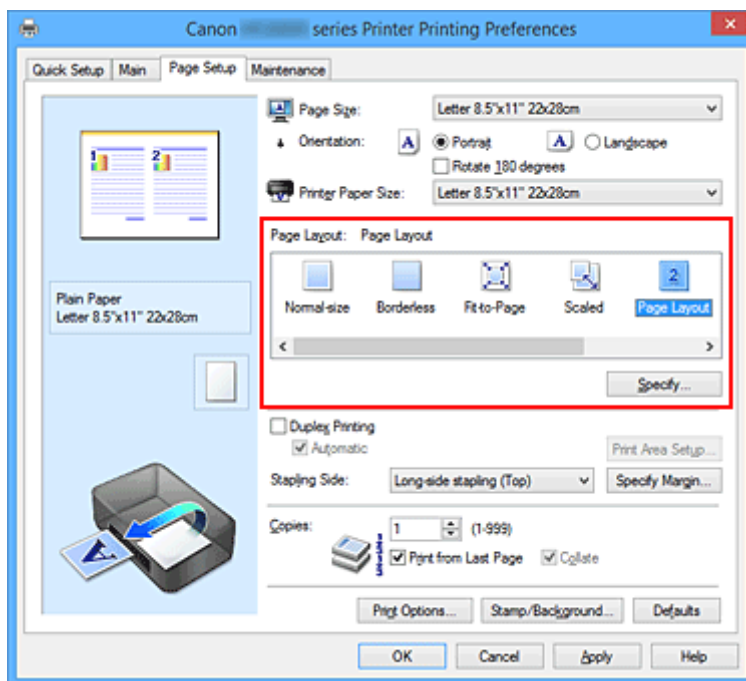 Canon series Printer Printing Preferences
Quick Setup Main Page Setup Maintenance
Page Size: Letter 8.5"x11" 22x28cm
Orientation: A Portrait A Landscape
Rotate 180 degrees
Printer Paper Size: Letter 8.5"x11" 22x28cm
1 2
Page Layout: Page Layout
2
Normal-size Borderless Fit-to-Page Scaled Page Layout
Plain Paper
Letter 8.5"x11" 22x28cm
Specify...
Duplex Printing
Automatic Print Area Setup...
Stapling Side: Long-side stapling (Top) Specify Margin...
Copies: 1 (1-999)
Print from Last Page Collate
A
Print Options... Stamp/Background... Defaults
OK Cancel Apply Help